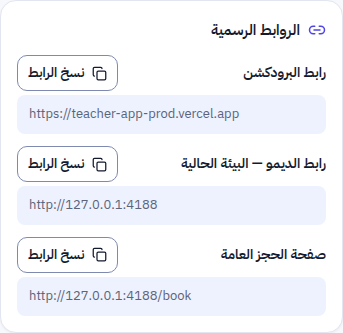 الروابط الرسمية
رابط البرودكشن
نسخ الرابط
https://teacher-app-prod.vercel.app
رابط الديمو — البيئة الحالية
نسخ الرابط
http://127.0.0.1:4188
صفحة الحجز العامة
نسخ الرابط
http://127.0.0.1:4188/book